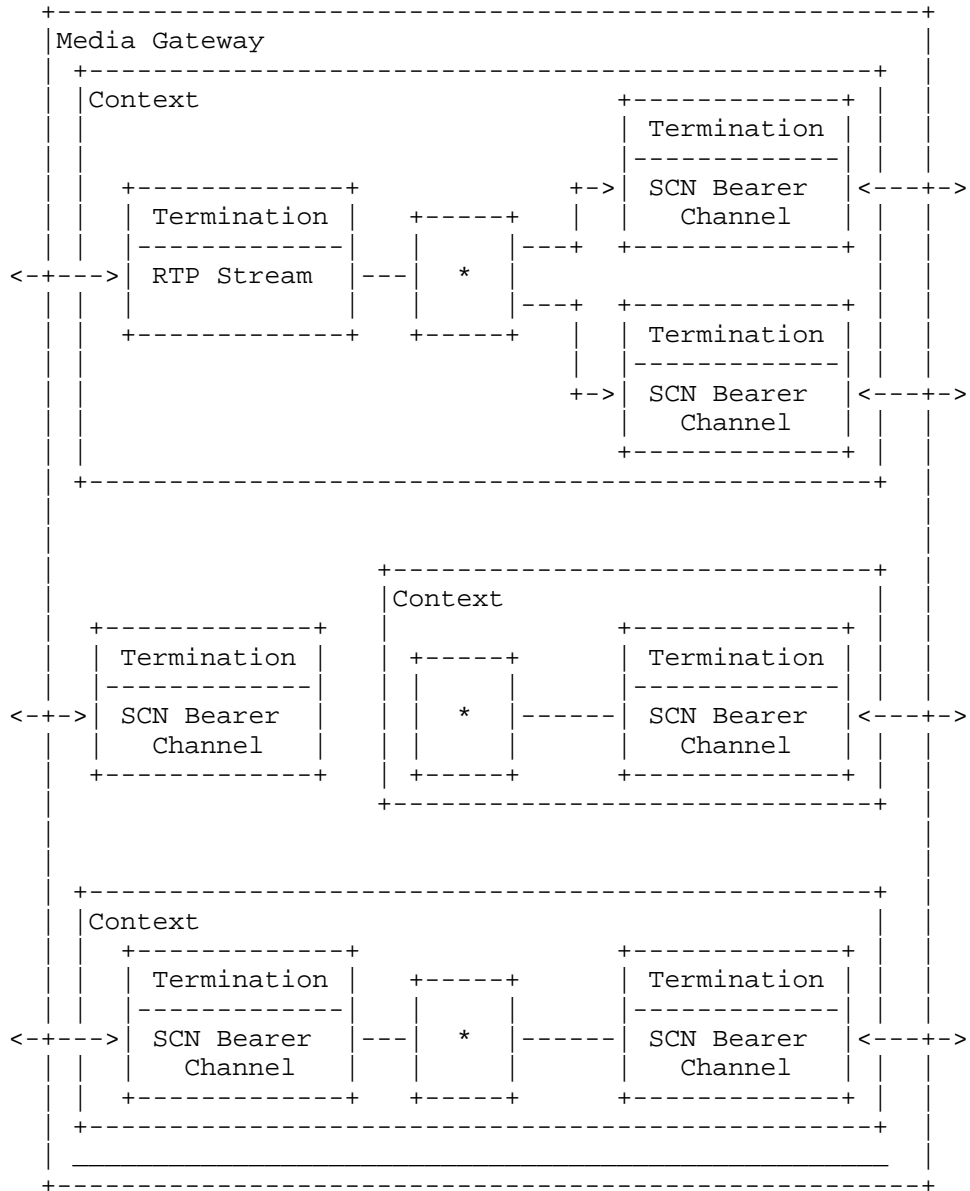 Media Gateway
Context
Termination
SCN Bearer
Channel
Termination
RTP Stream
*
Termination
SCN Bearer
Channel
Context
Termination
SCN Bearer
Channel
*
Termination
SCN Bearer
Channel
Context
Termination
SCN Bearer
Channel
*
Termination
SCN Bearer
Channel